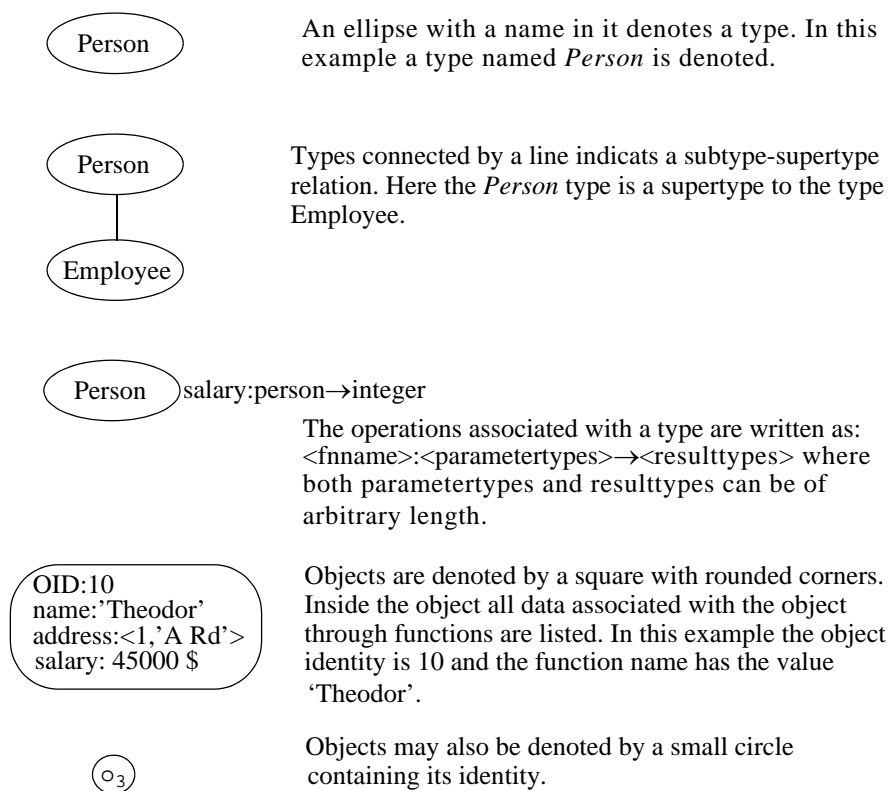 Person
An ellipse with a name in it denotes a type. In this
example a type named Person is denoted.
Person
Employee
Types connected by a line indicats a subtype-supertype
relation. Here the Person type is a supertype to the type
Employee.
Person salary:person→integer
The operations associated with a type are written as:
<fnname>:<parametertypes>→<resulttypes> where
both parametertypes and resulttypes can be of
arbitrary length.
OID:10
name:’Theodor’
address:<1,’A Rd’>
salary: 45000 $
Objects are denoted by a square with rounded corners.
Inside the object all data associated with the object
through functions are listed. In this example the object
identity is 10 and the function name has the value
‘Theodor’.
o3
Objects may also be denoted by a small circle
containing its identity.